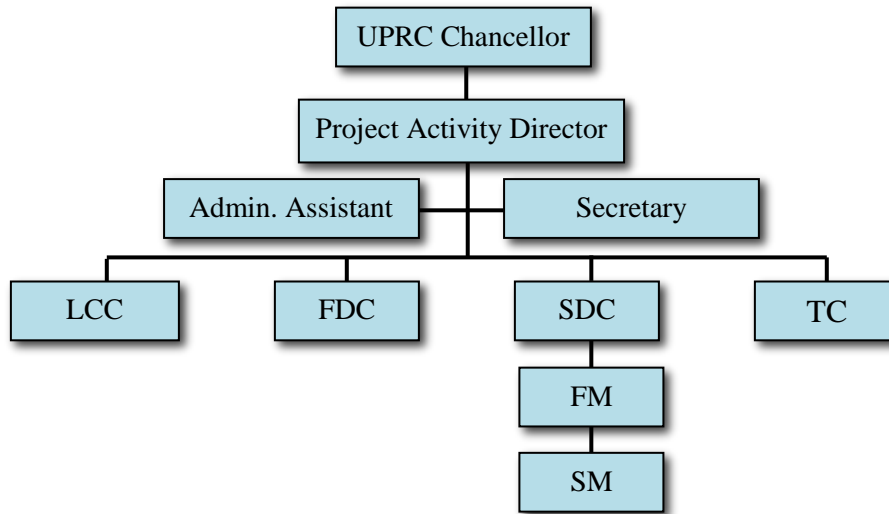 UPRC Chancellor
Project Activity Director
Admin. Assistant
Secretary
LCC
FDC
SDC
TC
FM
SM